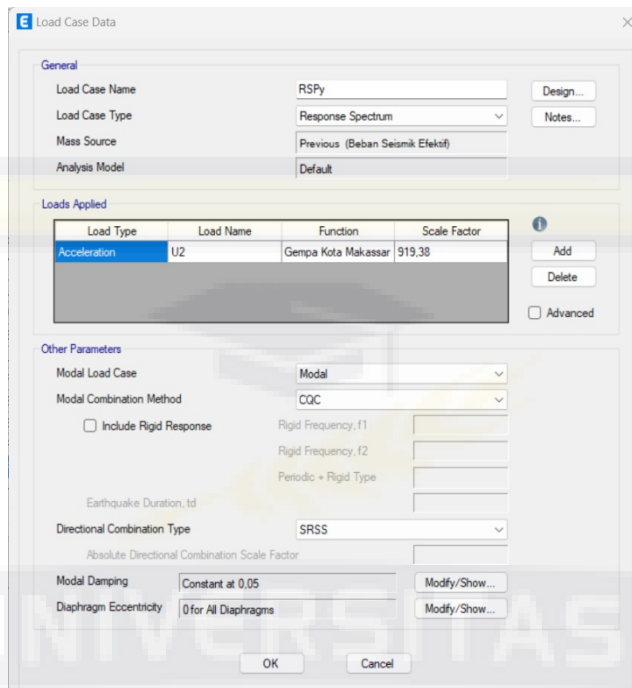 E Load Case Data
General
Load Case Name RSPy Design...
Load Case Type Response Spectrum Notes...
Mass Source Previous (Beban Seismik Efektif)
Analysis Model Default
Loads Applied
Load Type Load Name Function Scale Factor
Acceleration U2 Gempa Kota Makassar 919,38 Add
Delete
Advanced
Other Parameters
Modal Load Case Modal
Modal Combination Method CQC
Include Rigid Response Rigid Frequency, f1
Rigid Frequency, f2
Periodic + Rigid Type
Earthquake Duration, td
Directional Combination Type SRSS
Absolute Directional Combination Scale Factor
Modal Damping Constant at 0,05 Modify/Show...
Diaphragm Eccentricity 0 for All Diaphragms Modify/Show...
UNIVERSITAS
OK Cancel